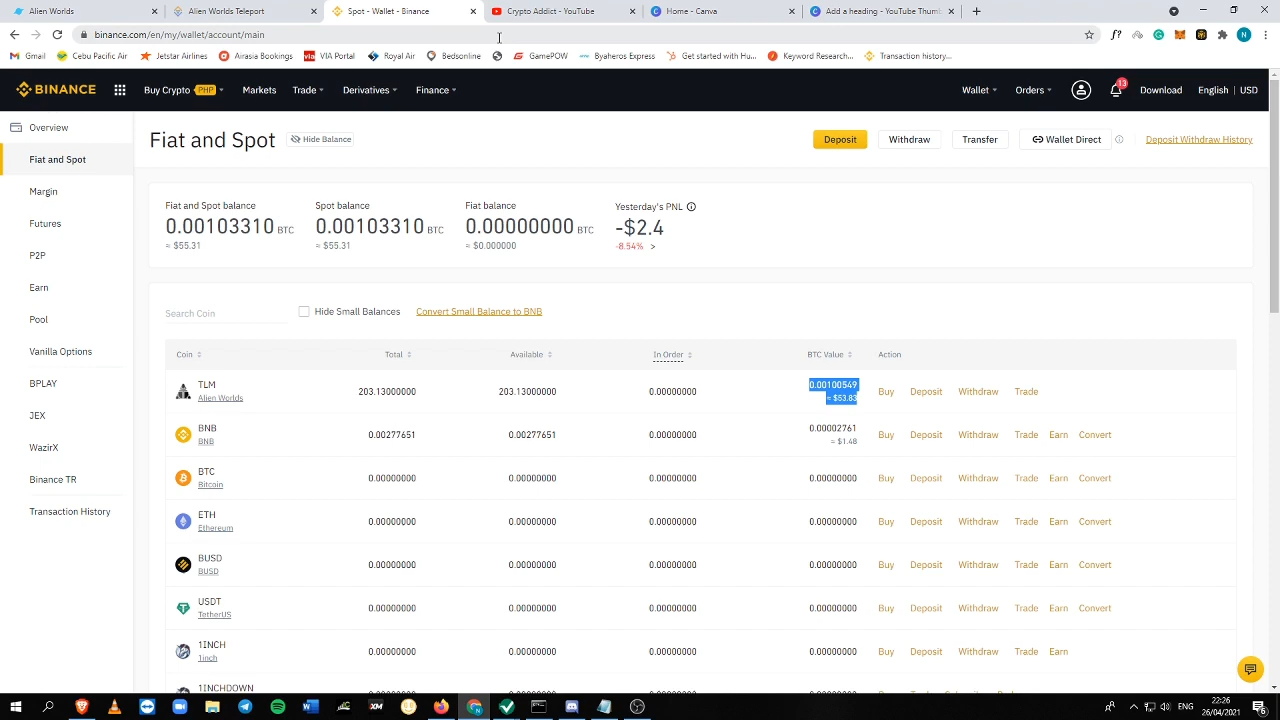 Alien Worlds
Alien Worlds Teleport
Spot - Wallet - Binance
Crypto Addict - YouTube
Home - Canva
Add a heading - YouTube Thumb
binance.com/en/my/wallet/account/main
Gmail
Cebu Pacific Air
Jetstar Airlines
Airasia Bookings
VIA Portal
Royal Air
Bedsonline
GamePOW
Byaheros Express
Get started with Hu...
Keyword Research...
Transaction history...
BINANCE
Buy Crypto PHP
Markets
Trade
Derivatives
Finance
Wallet
Orders
13
Download
English | USD
Overview
Fiat and Spot
Margin
Futures
P2P
Earn
Pool
Vanilla Options
BPLAY
JEX
WazirX
Binance TR
Transaction History
Fiat and Spot
Hide Balance
Deposit
Withdraw
Transfer
Wallet Direct
Deposit Withdraw History
Fiat and Spot balance
0.00103310 BTC
≈ $55.31
Spot balance
0.00103310 BTC
≈ $55.31
Fiat balance
0.00000000 BTC
≈ $0.000000
Yesterday's PNL
-$2.4
-8.54% >
Search Coin
Hide Small Balances
Convert Small Balance to BNB
Coin Total Available In Order BTC Value Action
TLM 203.13000000 203.13000000 0.00000000 0.00100549 Buy Deposit Withdraw Trade
Alien Worlds ≈ $53.83
BNB 0.00277651 0.00277651 0.00000000 0.00002761 Buy Deposit Withdraw Trade Earn Convert
BNB ≈ $1.48
BTC 0.00000000 0.00000000 0.00000000 0.00000000 Buy Deposit Withdraw Trade Earn Convert
Bitcoin
ETH 0.00000000 0.00000000 0.00000000 0.00000000 Buy Deposit Withdraw Trade Earn Convert
Ethereum
BUSD 0.00000000 0.00000000 0.00000000 0.00000000 Buy Deposit Withdraw Trade Earn Convert
BUSD
USDT 0.00000000 0.00000000 0.00000000 0.00000000 Buy Deposit Withdraw Trade Earn Convert
TetherUS
1INCH 0.00000000 0.00000000 0.00000000 0.00000000 Buy Deposit Withdraw Trade Earn
1inch
1INCHDOWN
ENG
22:26
26/04/2021
6